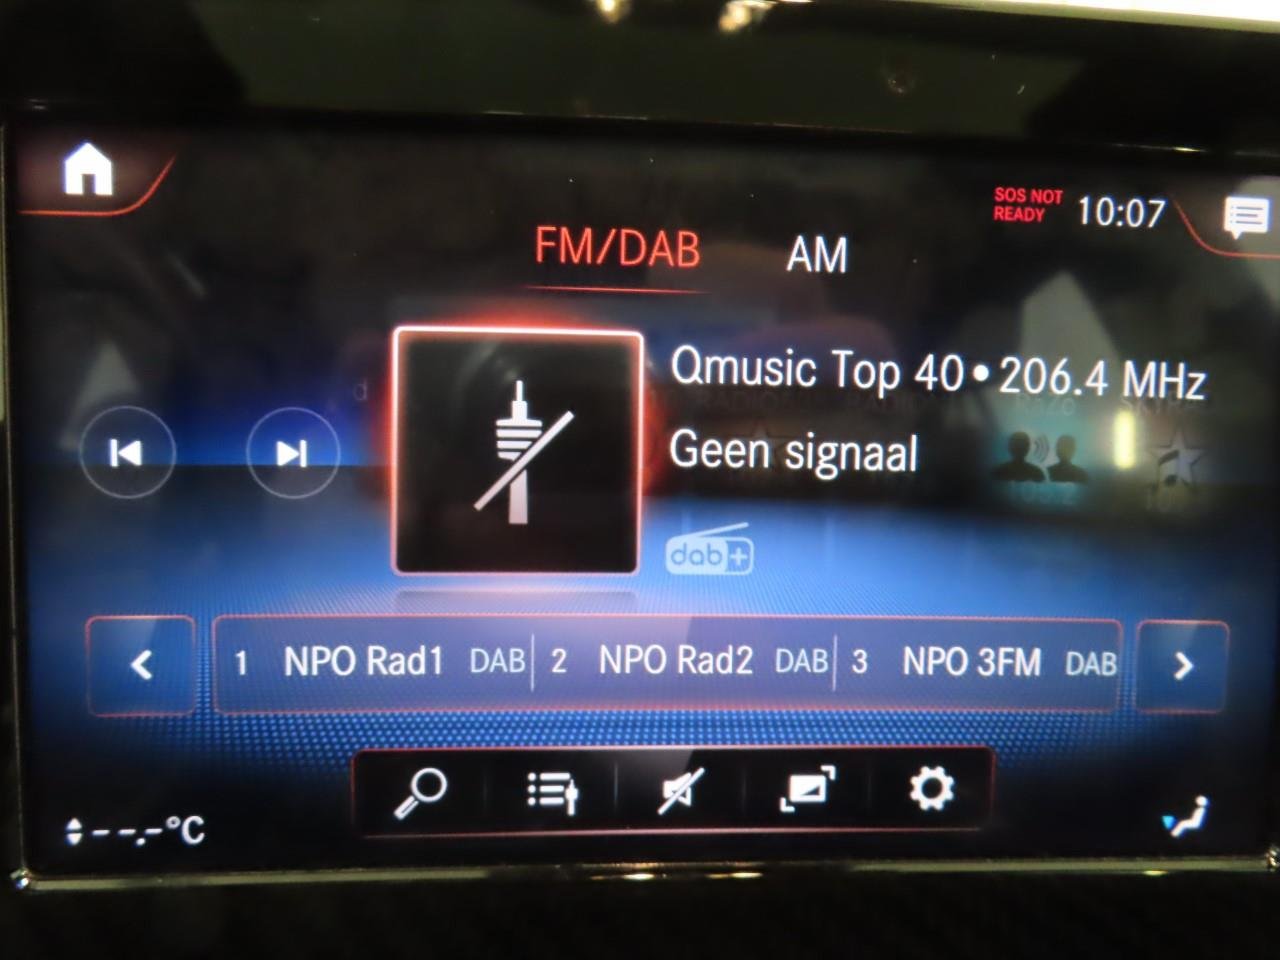 SOS NOT
READY
10:07
FM/DAB
AM
Qmusic Top 40 • 206.4 MHz
Geen signaal
dab+
1 NPO Rad1 DAB
2 NPO Rad2 DAB
3 NPO 3FM DAB
--.-°C